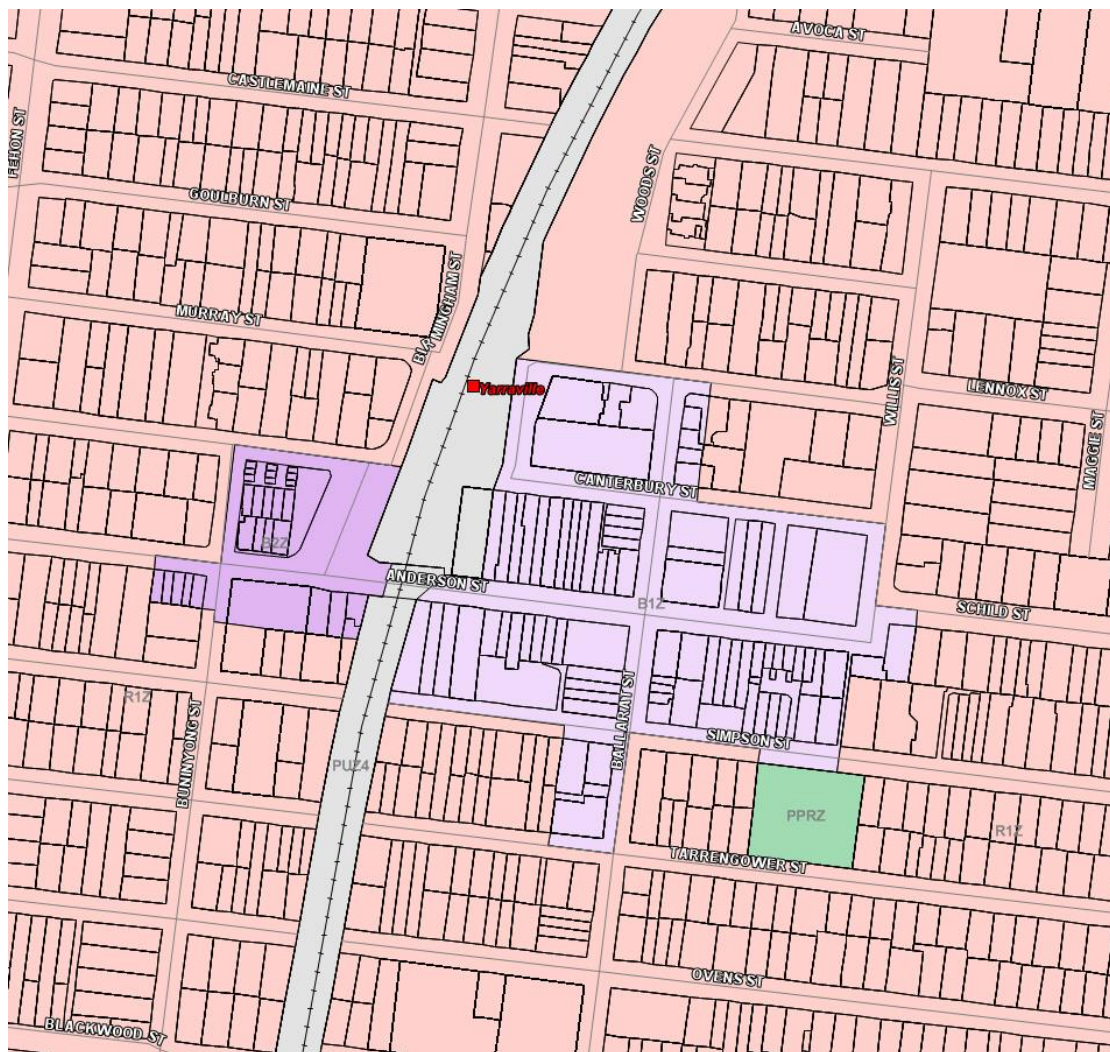 AVOCA ST
CASTLEMAINE ST
FEHON ST
WOODS ST
GOULBURN ST
BIRMINGHAM ST
MURRAY ST
Yarraville
WILLIS ST
LENNOX ST
MAGGIE ST
CANTERBURY ST
B2Z
ANDERSON ST
B1Z
SCHILD ST
R1Z
BUNINYONG ST
BALLARAT ST
SIMPSON ST
PUZ4
PPRZ
R1Z
TARRENGOWER ST
OVENS ST
BLACKWOOD ST